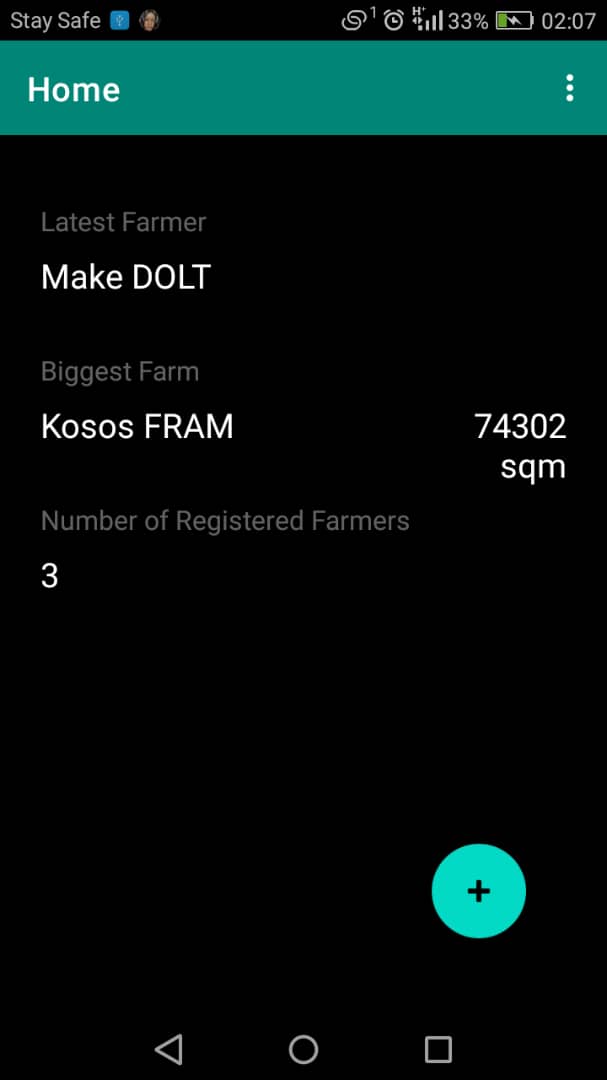 Stay Safe 1 H+ 33% 02:07
Home
Latest Farmer
Make DOLT
Biggest Farm
Kosos FRAM 74302
sqm
Number of Registered Farmers
3
+